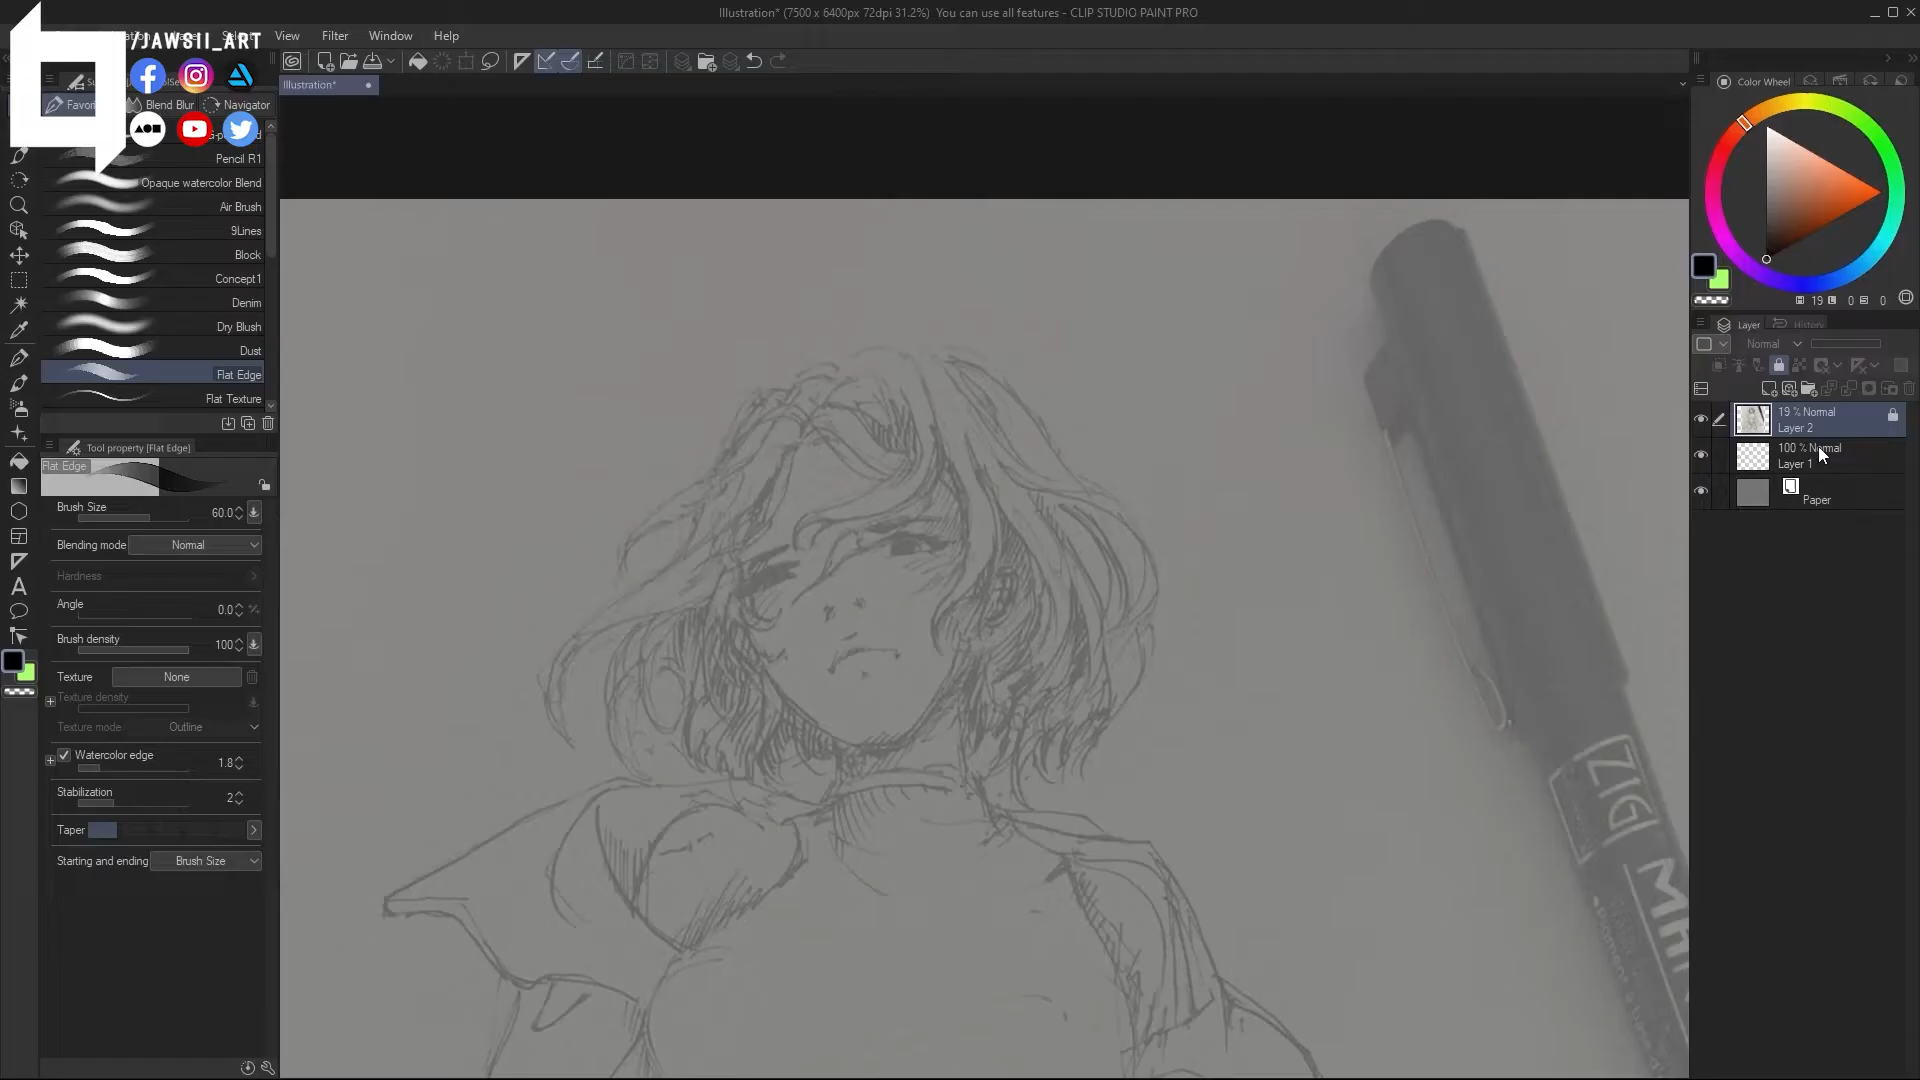 Illustration* (7500 x 6400px 72dpi 31.2%) You can use all features - CLIP STUDIO PAINT PRO
/JAWSII_ART
View Filter Window Help
Illustration*
Blend Blur Navigator
Pencil R1
Opaque watercolor Blend
Air Brush
9Lines
Block
Concept1
Denim
Dry Blush
Dust
Flat Edge
Flat Texture
Tool property [Flat Edge]
Flat Edge
Brush Size 60.0
Blending mode Normal
Hardness
Angle 0.0
Brush density 100
Texture None
Texture density
Texture mode Outline
Watercolor edge 1.8
Stabilization 2
Taper
Starting and ending Brush Size
A
ZIG
Color Wheel
19 0 0
Layer History
Normal
19 % Normal
Layer 2
100 % Normal
Layer 1
Paper